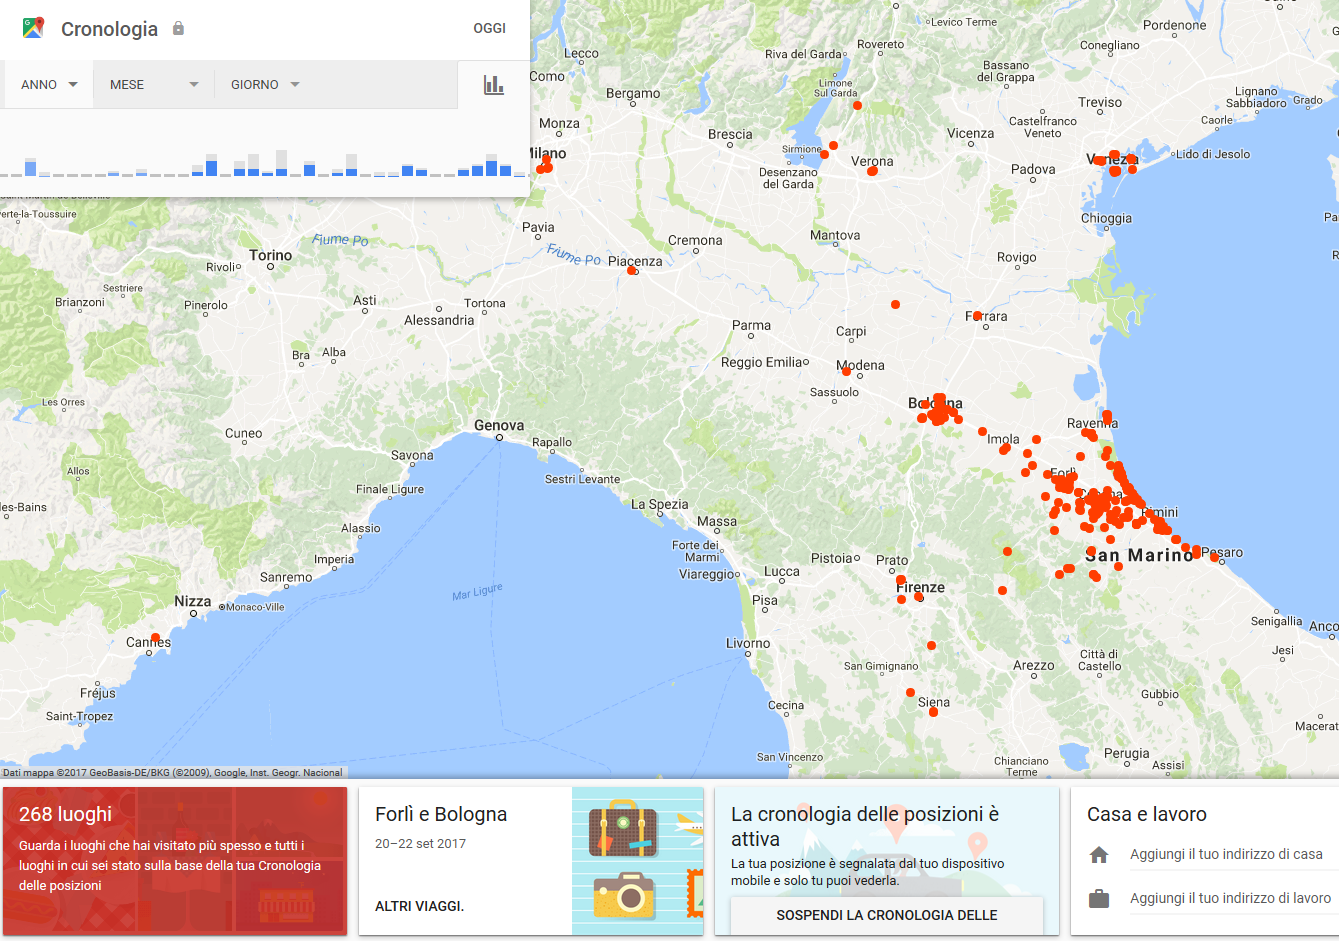 Cronologia
OGGI
ANNO
MESE
GIORNO
Levico Terme
Pordenone
Lecco
Riva del Garda
Rovereto
Conegliano
Como
Bassano
del Grappa
Bergamo
Limone
Sul Garda
Treviso
Lignano
Sabbiadoro
Grado
Castelfranco
Veneto
Caorle
Monza
Brescia
Vicenza
Milano
Sirmione
Verona
Venezia
Lido di Jesolo
Desenzano
del Garda
Padova
Chioggia
Pavia
Cremona
Mantova
Fiume Po
Fiume Po
Torino
Rivoli
Piacenza
Rovigo
Sestriere
Brianzoni
Pinerolo
Asti
Tortona
Alessandria
Ferrara
Parma
Carpi
Bra
Alba
Reggio Emilia
Modena
Sassuolo
Les Orres
Bologna
Cuneo
Genova
Ravenna
Rapallo
Imola
Savona
Allos
Sestri Levante
Forlì
Finale Ligure
es-Bains
La Spezia
Rimini
Alassio
Massa
San Marino
Pesaro
Forte dei
Marmi
Pistoia
Prato
Imperia
Viareggio
Lucca
Sanremo
Firenze
Mar Ligure
Nizza
Monaco-Ville
Pisa
Senigallia
Anco
Cannes
Livorno
Jesi
San Gimignano
Arezzo
Città di
Castello
Fréjus
Gubbio
Siena
Cecina
Saint-Tropez
Macerat
San Vincenzo
Perugia
Chianciano
Terme
Assisi
Dati mappa ©2017 GeoBasis-DE/BKG (©2009), Google, Inst. Geogr. Nacional
268 luoghi
Guarda i luoghi che hai visitato più spesso e tutti i
luoghi in cui sei stato sulla base della tua Cronologia
delle posizioni
Forlì e Bologna
20–22 set 2017
ALTRI VIAGGI.
La cronologia delle posizioni è
attiva
La tua posizione è segnalata dal tuo dispositivo
mobile e solo tu puoi vederla.
SOSPENDI LA CRONOLOGIA DELLE
Casa e lavoro
Aggiungi il tuo indirizzo di casa
Aggiungi il tuo indirizzo di lavoro